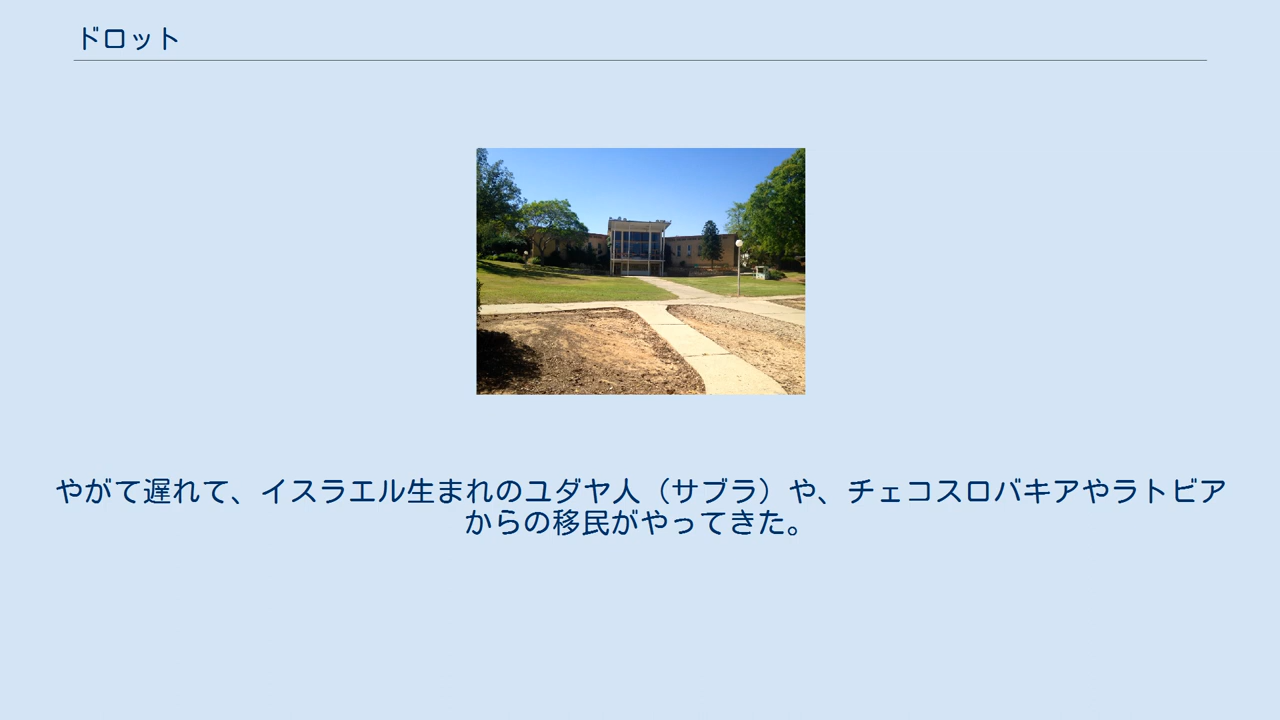 ドロット
やがて遅れて、イスラエル生まれのユダヤ人（サブラ）や、チェコスロバキアやラトビア
からの移民がやってきた。